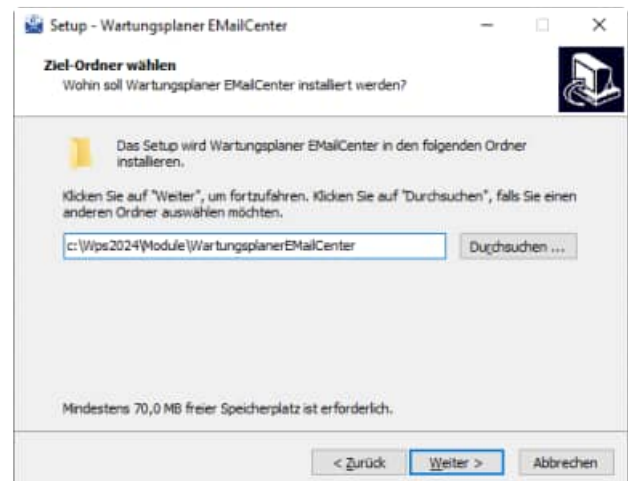 Setup - Wartungsplaner EMailCenter
Ziel-Ordner wählen
Wohin soll Wartungsplaner EMailCenter installiert werden?
Das Setup wird Wartungsplaner EMailCenter in den folgenden Ordner
installieren.
Klicken Sie auf "Weiter", um fortzufahren. Klicken Sie auf "Durchsuchen", falls Sie einen
anderen Ordner auswählen möchten.
c:\Wps2024\Module\WartungsplanerEMailCenter
Durchsuchen ...
Mindestens 70,0 MB freier Speicherplatz ist erforderlich.
< Zurück
Weiter >
Abbrechen